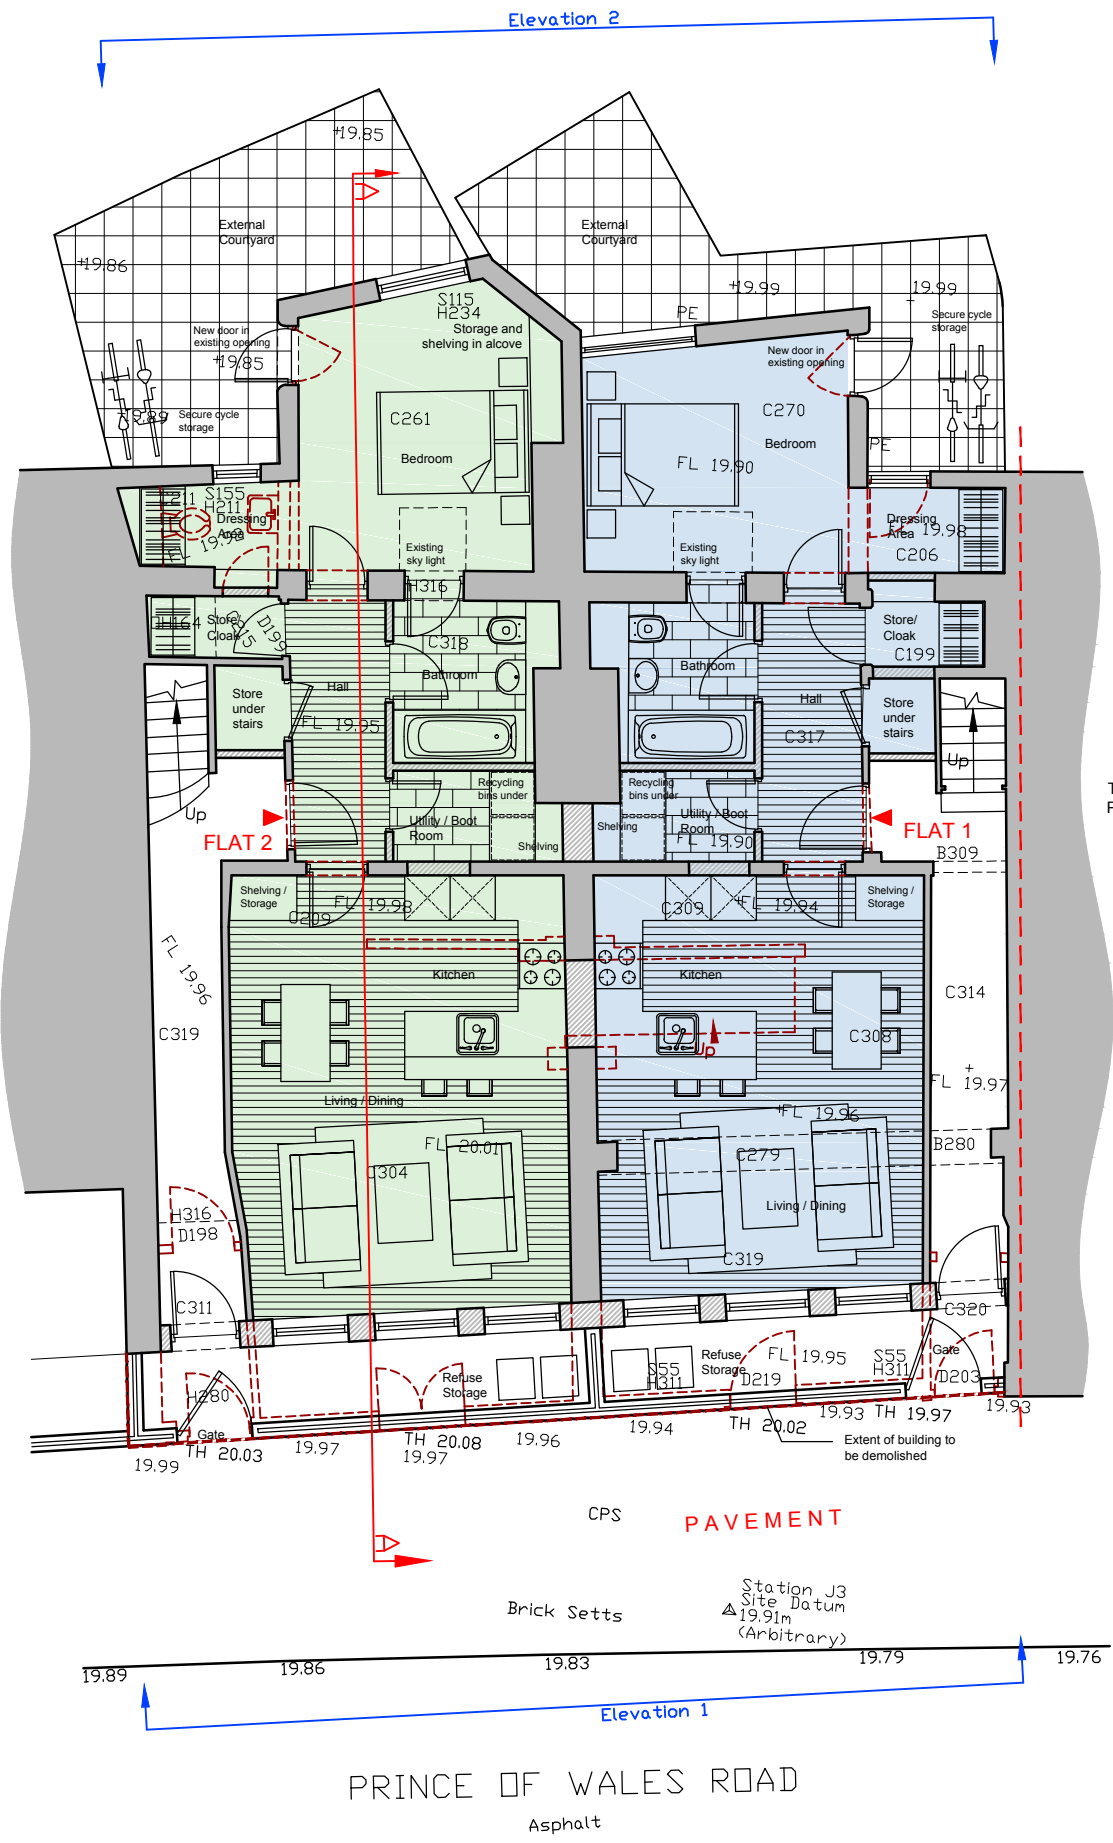 Elevation 2
+19.85
External
Courtyard
External
Courtyard
+19.86
+19.99
19.99
S115
H234
PE
Secure cycle
storage
New door in
existing opening
Storage and
shelving in alcove
New door in
existing opening
+19.85
+19.89
Secure cycle
storage
C261
C270
Bedroom
Bedroom
PE
FL 19.90
C211
S155
H211
Dressing
Area
FL 19.98
Dressing
Area
FL 19.98
C206
Existing
sky light
Existing
sky light
H316
H164
Store/
Cloak
D199
C318
Bathroom
Bathroom
Store/
Cloak
C199
Hall
Hall
Store
under
stairs
Store
under
stairs
FL 19.95
C317
Up
Up
Recycling
bins under
Recycling
bins under
Utility / Boot
Room
Utility / Boot
Room
Shelving
Shelving
FL 19.90
FLAT 2
FLAT 1
B309
Shelving /
Storage
Shelving /
Storage
FL 19.98
C209
C309
+FL 19.94
FL 19.96
Kitchen
Kitchen
C314
C319
C308
Up
FL 19.97
Living / Dining
+FL 19.96
FL 20.01
C279
B280
C304
Living / Dining
H316
D198
C319
C311
C320
Refuse
Storage
Refuse
Storage
FL 19.95
S55
H311
D219
S55
H311
Gate
D203
H280
Gate
TH 20.03
19.97
TH 20.08
19.97
19.96
19.94
TH 20.02
19.93
TH 19.97
19.93
19.99
Extent of building to
be demolished
CPS
PAVEMENT
Brick Setts
Station J3
Site Datum
19.91m
(Arbitrary)
19.89
19.86
19.83
19.79
19.76
Elevation 1
PRINCE OF WALES ROAD
Asphalt